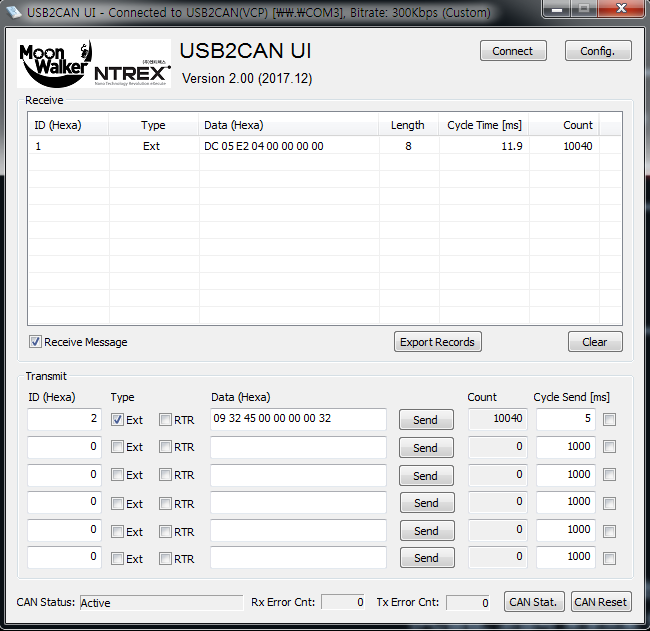 USB2CAN UI - Connected to USB2CAN(VCP) [₩₩.₩COM3], Bitrate: 300Kbps (Custom)
Moon Walker NTREX USB2CAN UI Connect Config.
Version 2.00 (2017.12)
Receive
ID (Hexa) Type Data (Hexa) Length Cycle Time [ms] Count
1 Ext DC 05 E2 04 00 00 00 00 8 11.9 10040
Receive Message Export Records Clear
Transmit
ID (Hexa) Type Data (Hexa) Count Cycle Send [ms]
2 Ext RTR 09 32 45 00 00 00 00 32 Send 10040 5
0 Ext RTR Send 0 1000
0 Ext RTR Send 0 1000
0 Ext RTR Send 0 1000
0 Ext RTR Send 0 1000
0 Ext RTR Send 0 1000
CAN Status: Active Rx Error Cnt: 0 Tx Error Cnt: 0 CAN Stat. CAN Reset